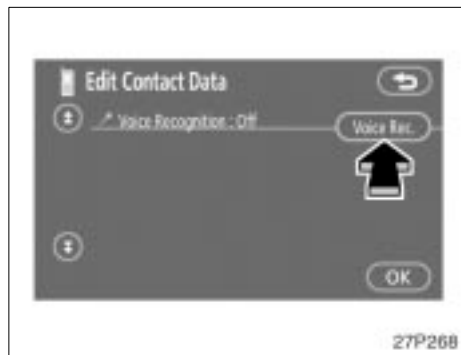 Edit Contact Data
Voice Recognition : Off
Voice Rec.
OK
27P268